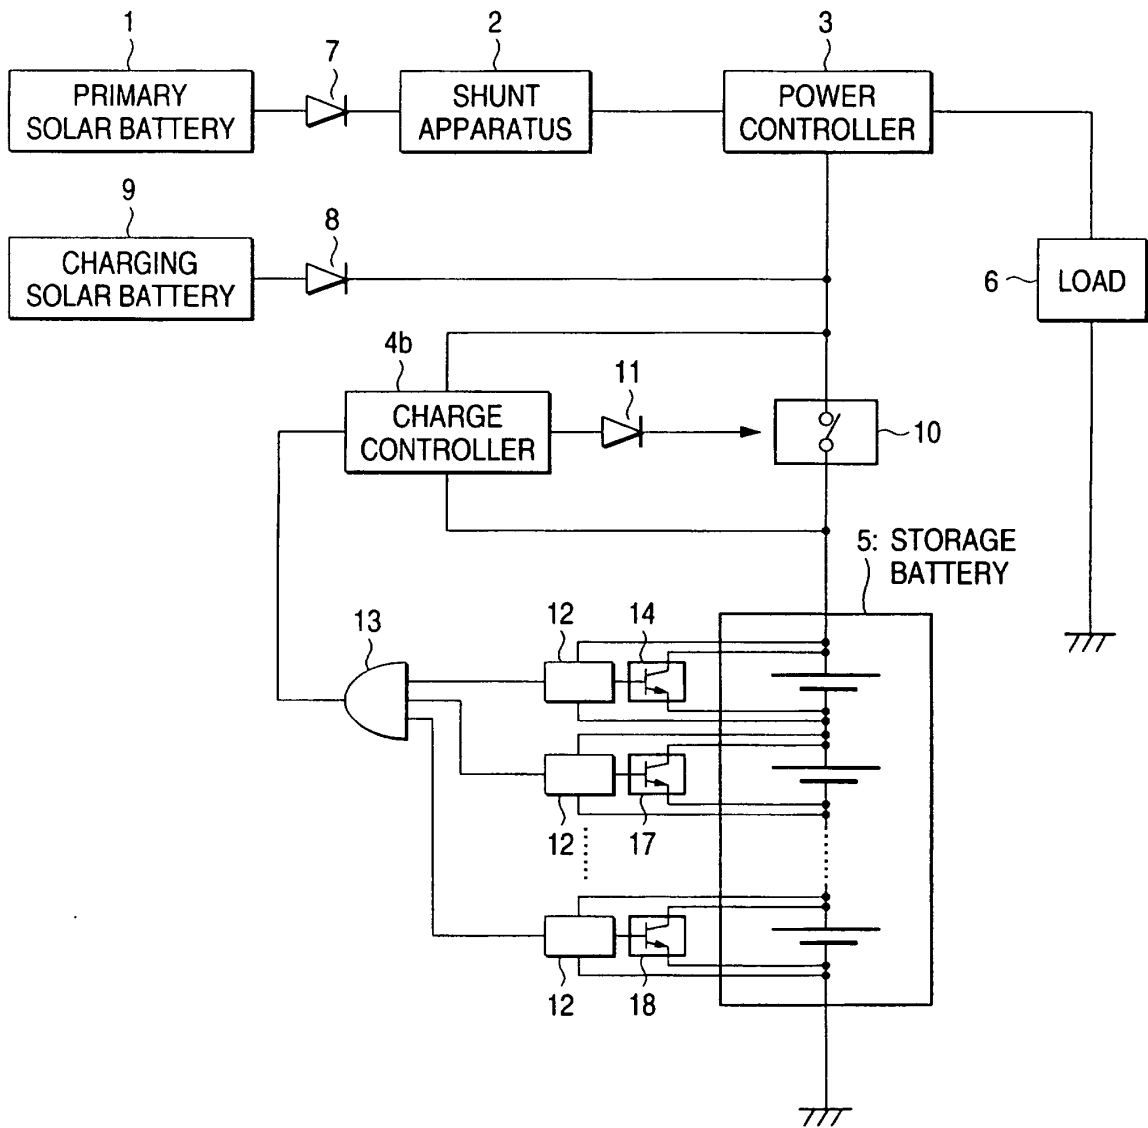 1
2
3
7
PRIMARY
SOLAR BATTERY
SHUNT
APPARATUS
POWER
CONTROLLER
9
8
CHARGING
SOLAR BATTERY
6
LOAD
4b
11
CHARGE
CONTROLLER
10
5: STORAGE
BATTERY
13
12
14
12
17
12
18